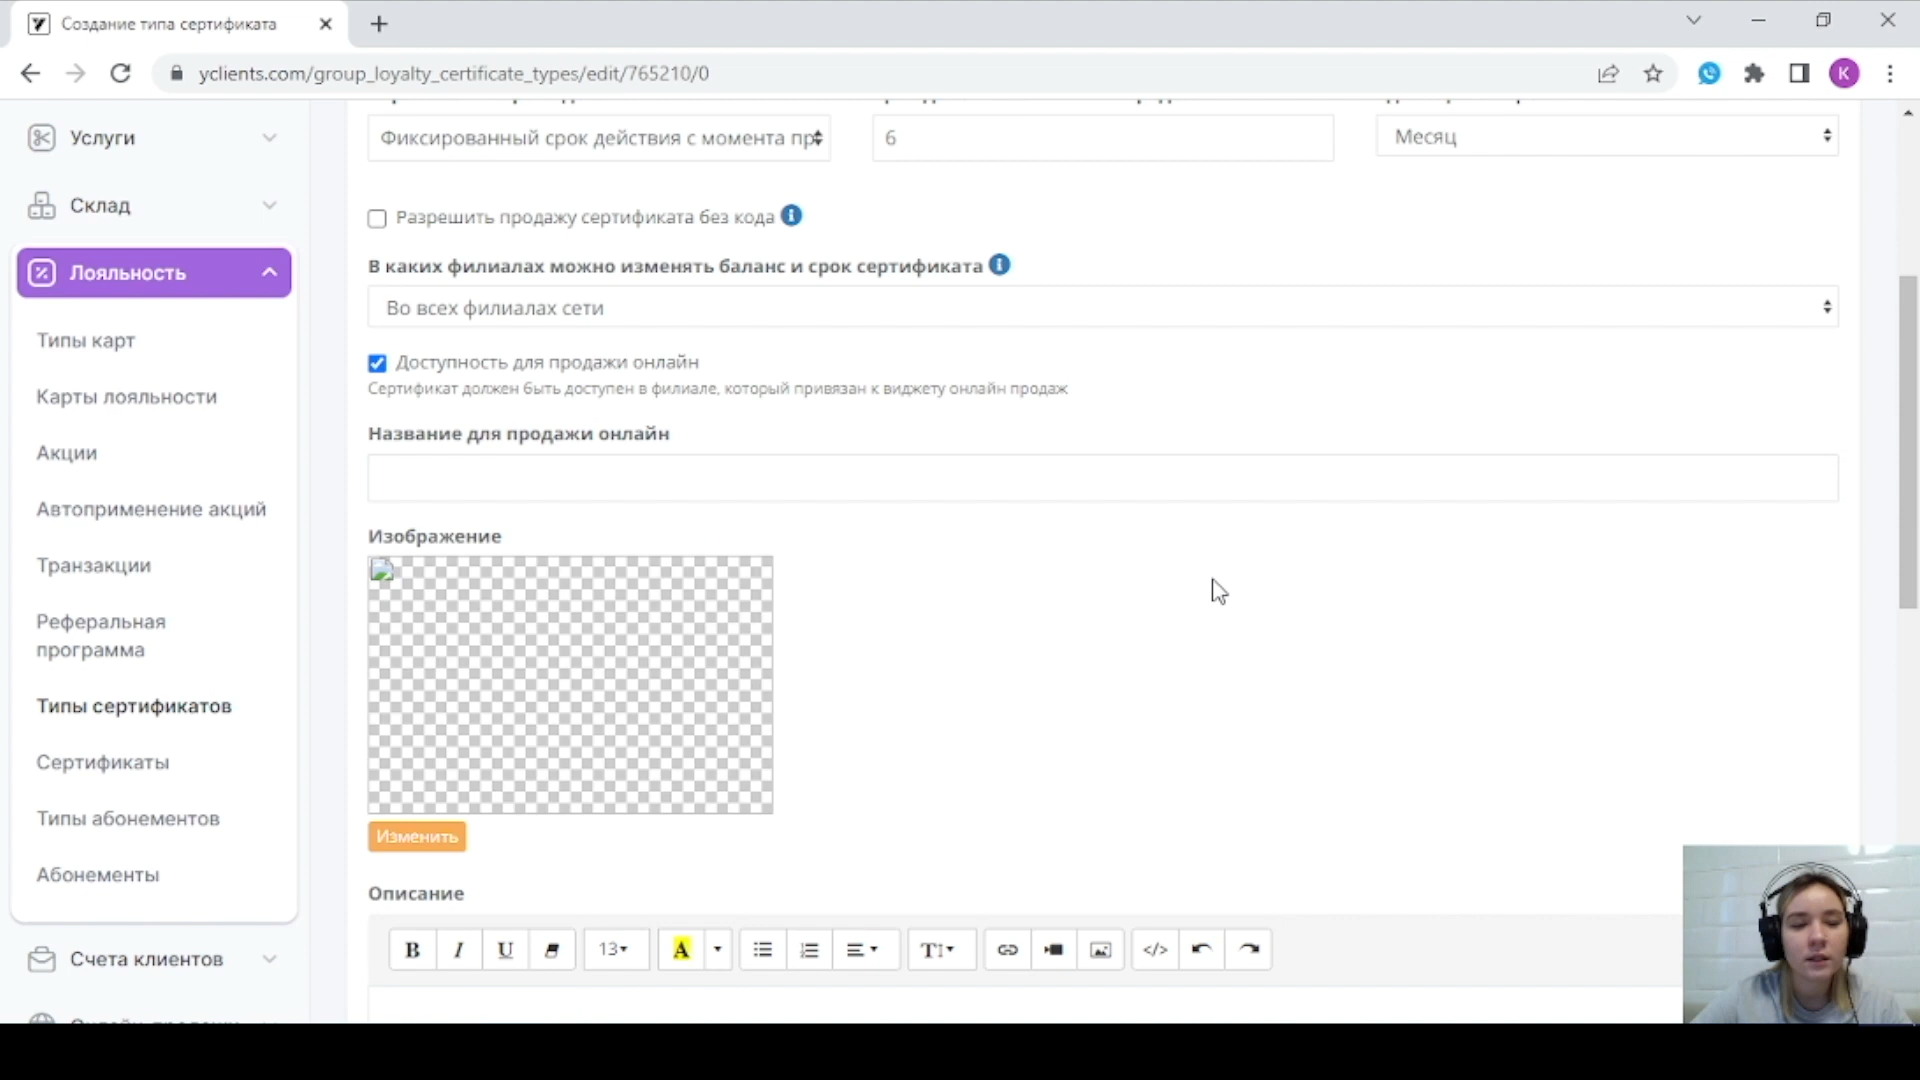 Создание типа сертификата
yclients.com/group_loyalty_certificate_types/edit/765210/0
K
Услуги
Склад
Лояльность
Типы карт
Карты лояльности
Акции
Автоприменение акций
Транзакции
Реферальная
программа
Типы сертификатов
Сертификаты
Типы абонементов
Абонементы
Счета клиентов
Фиксированный срок действия с момента пр
6
Месяц
Разрешить продажу сертификата без кода
В каких филиалах можно изменять баланс и срок сертификата
Во всех филиалах сети
Доступность для продажи онлайн
Сертификат должен быть доступен в филиале, который привязан к виджету онлайн продаж
Название для продажи онлайн
Изображение
Изменить
Описание
B I U 13 A T </>